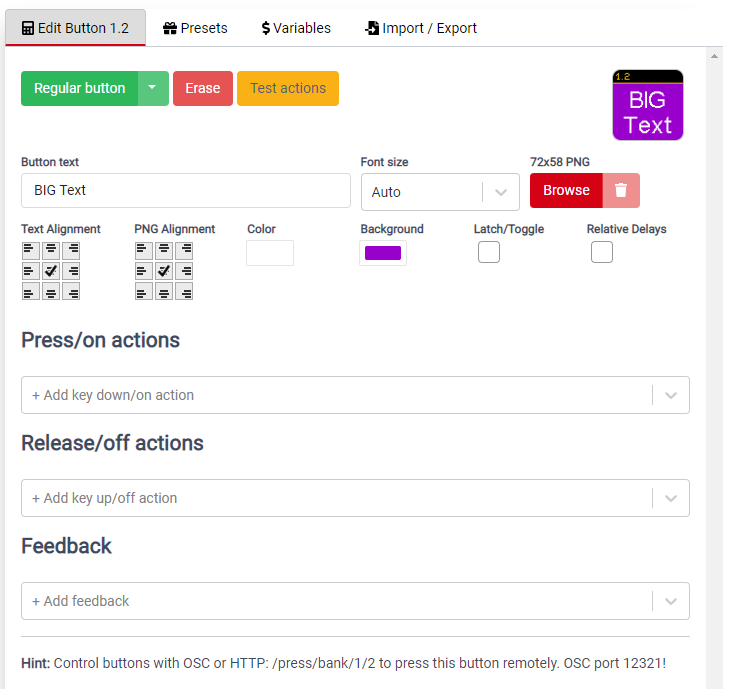 Edit Button 1.2 Presets $ Variables Import / Export
Regular button Erase Test actions
1.2
BIG
Text
Button text Font size 72x58 PNG
BIG Text Auto Browse
Text Alignment PNG Alignment Color Background Latch/Toggle Relative Delays
Press/on actions
+ Add key down/on action
Release/off actions
+ Add key up/off action
Feedback
+ Add feedback
Hint: Control buttons with OSC or HTTP: /press/bank/1/2 to press this button remotely. OSC port 12321!